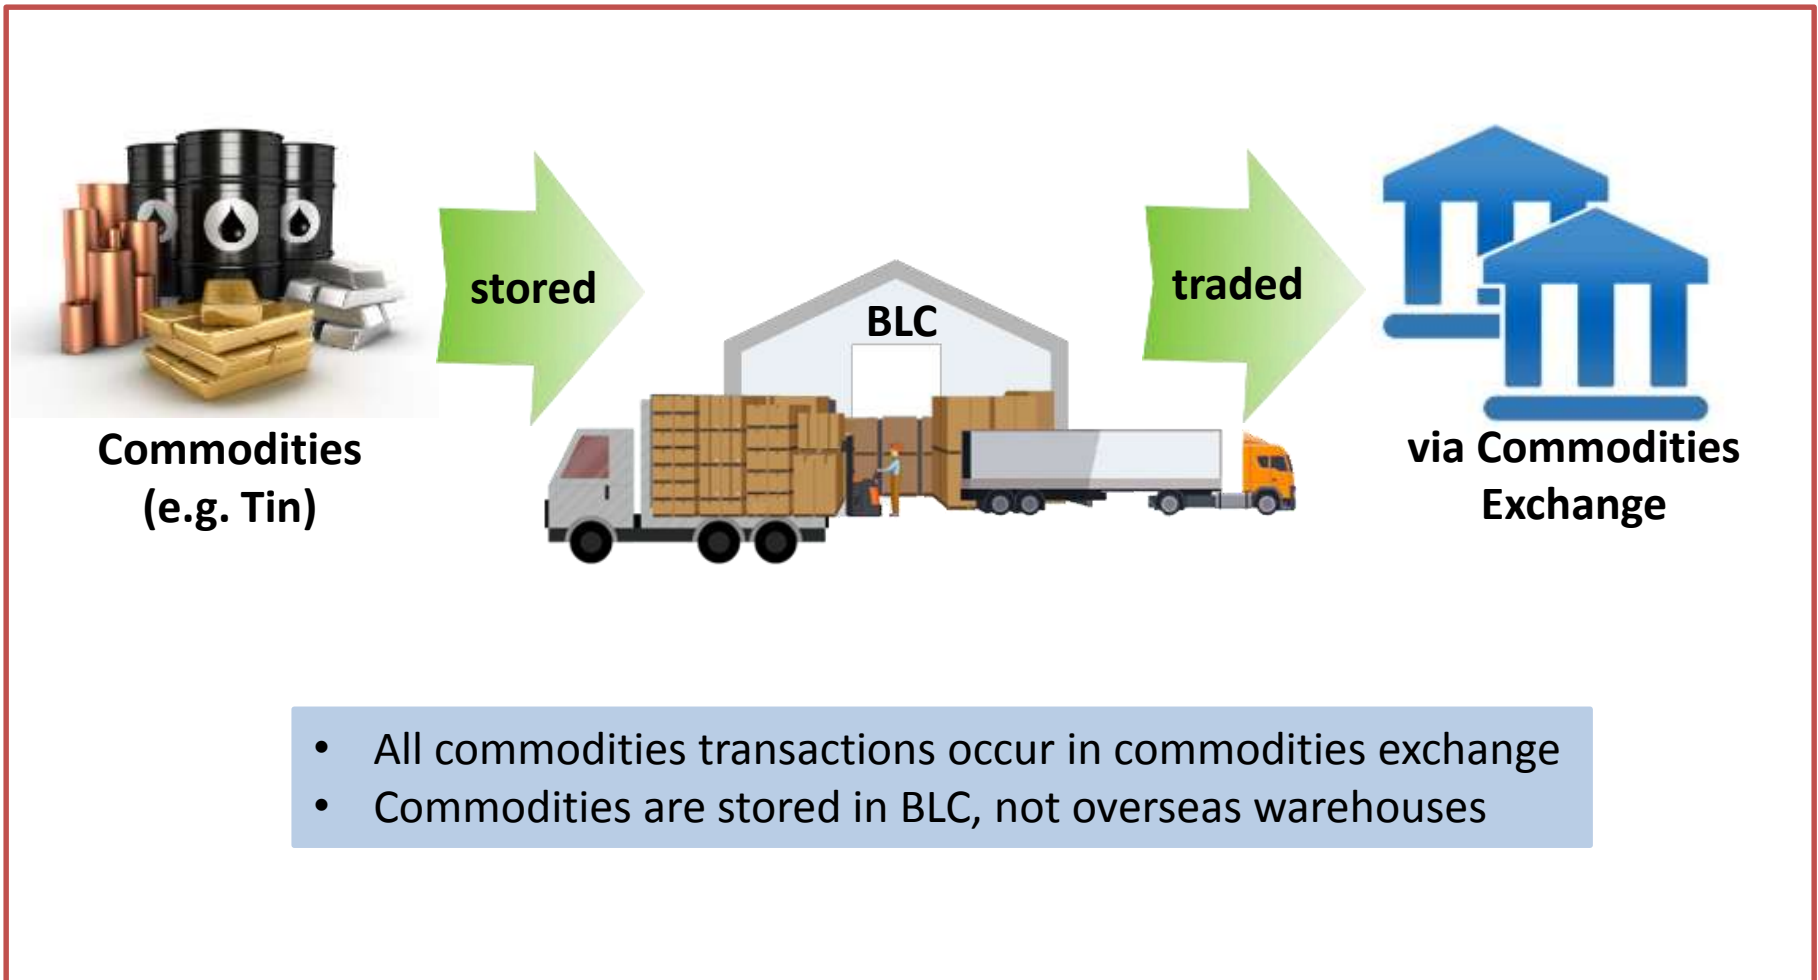 stored
BLC
traded
Commodities
(e.g. Tin)
via Commodities
Exchange
• All commodities transactions occur in commodities exchange
• Commodities are stored in BLC, not overseas warehouses